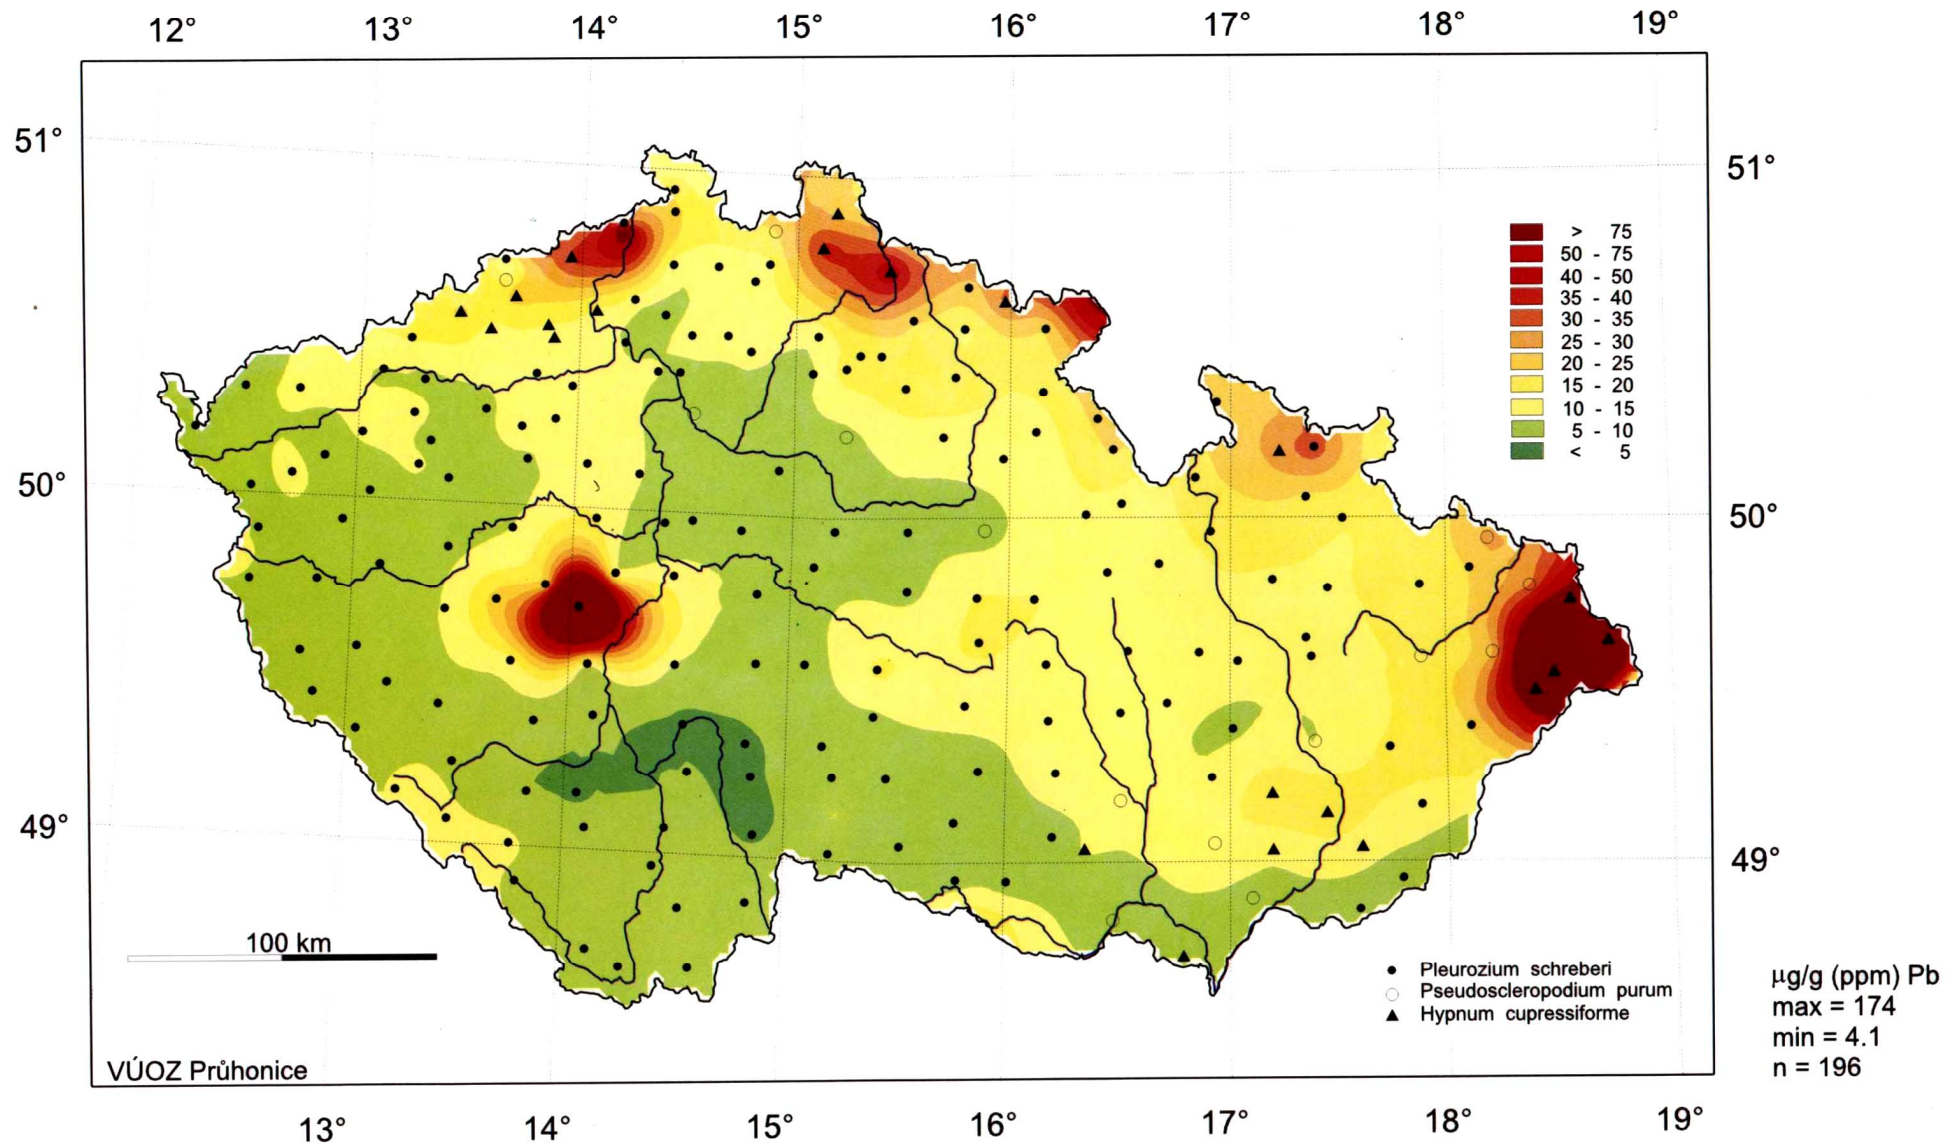 12° 13° 14° 15° 16° 17° 18° 19°
51° 51°
> 75
50 - 75
40 - 50
35 - 40
30 - 35
25 - 30
20 - 25
15 - 20
10 - 15
5 - 10
< 5
50° 50°
49° 49°
100 km
Pleurozium schreberi
Pseudoscleropodium purum
Hypnum cupressiforme
µg/g (ppm) Pb
max = 174
min = 4.1
n = 196
VÚOZ Průhonice
13° 14° 15° 16° 17° 18° 19°